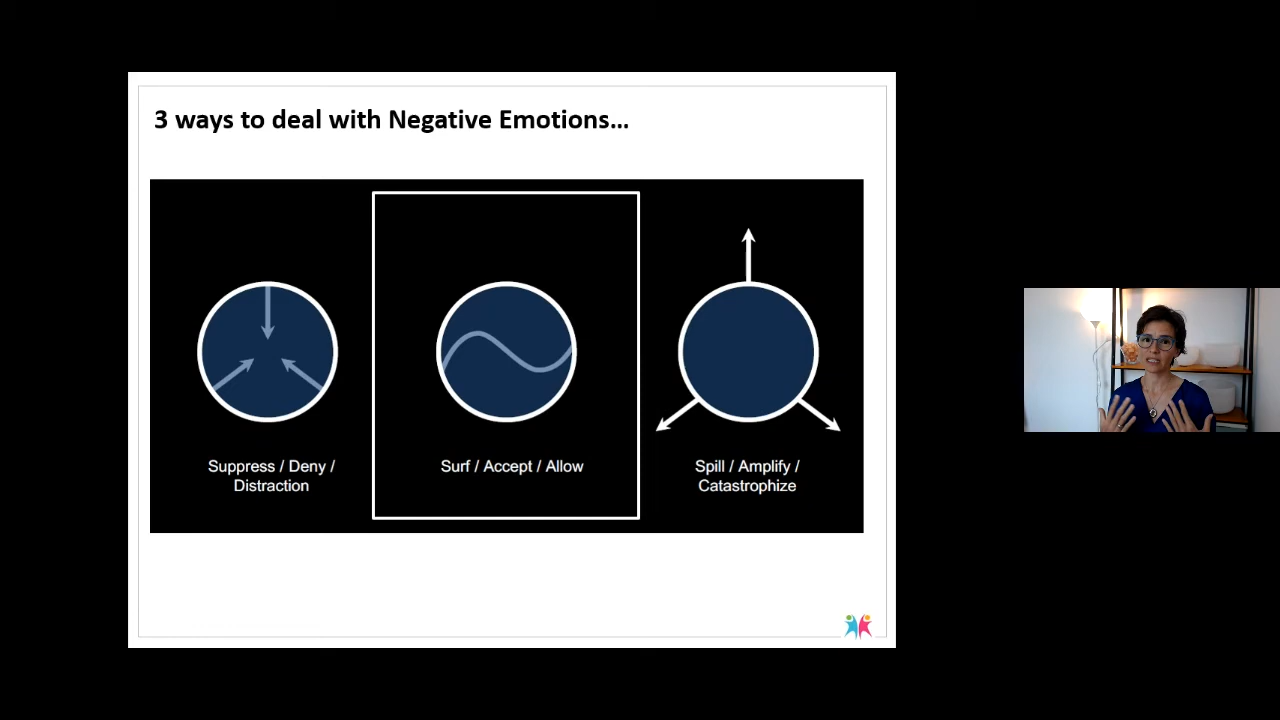 3 ways to deal with Negative Emotions…
Suppress / Deny /
Distraction
Surf / Accept / Allow
Spill / Amplify /
Catastrophize